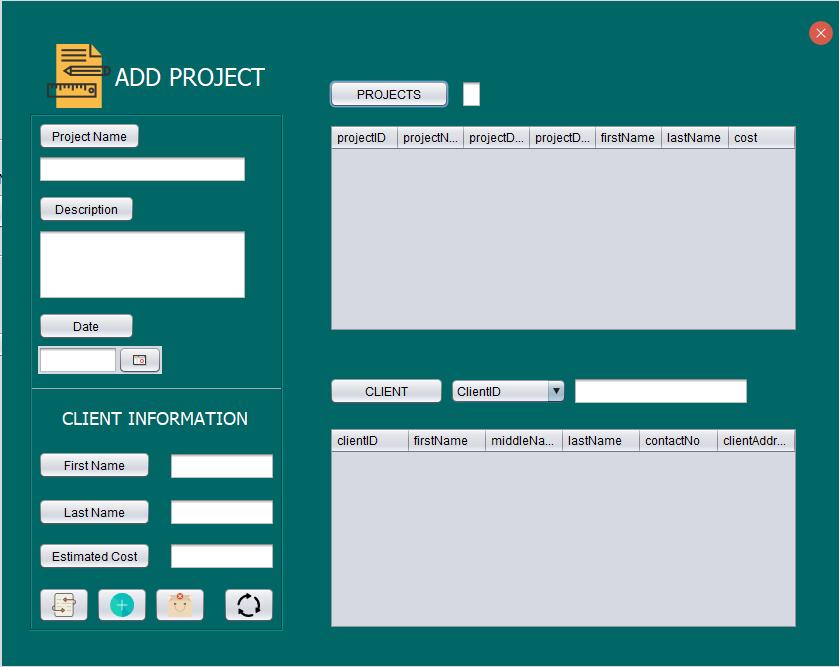 ADD PROJECT
Project Name
Description
Date
CLIENT INFORMATION
First Name
Last Name
Estimated Cost
PROJECTS
projectID projectN... projectD... projectD... firstName lastName cost
CLIENT ClientID
clientID firstName middleNa... lastName contactNo clientAddr...